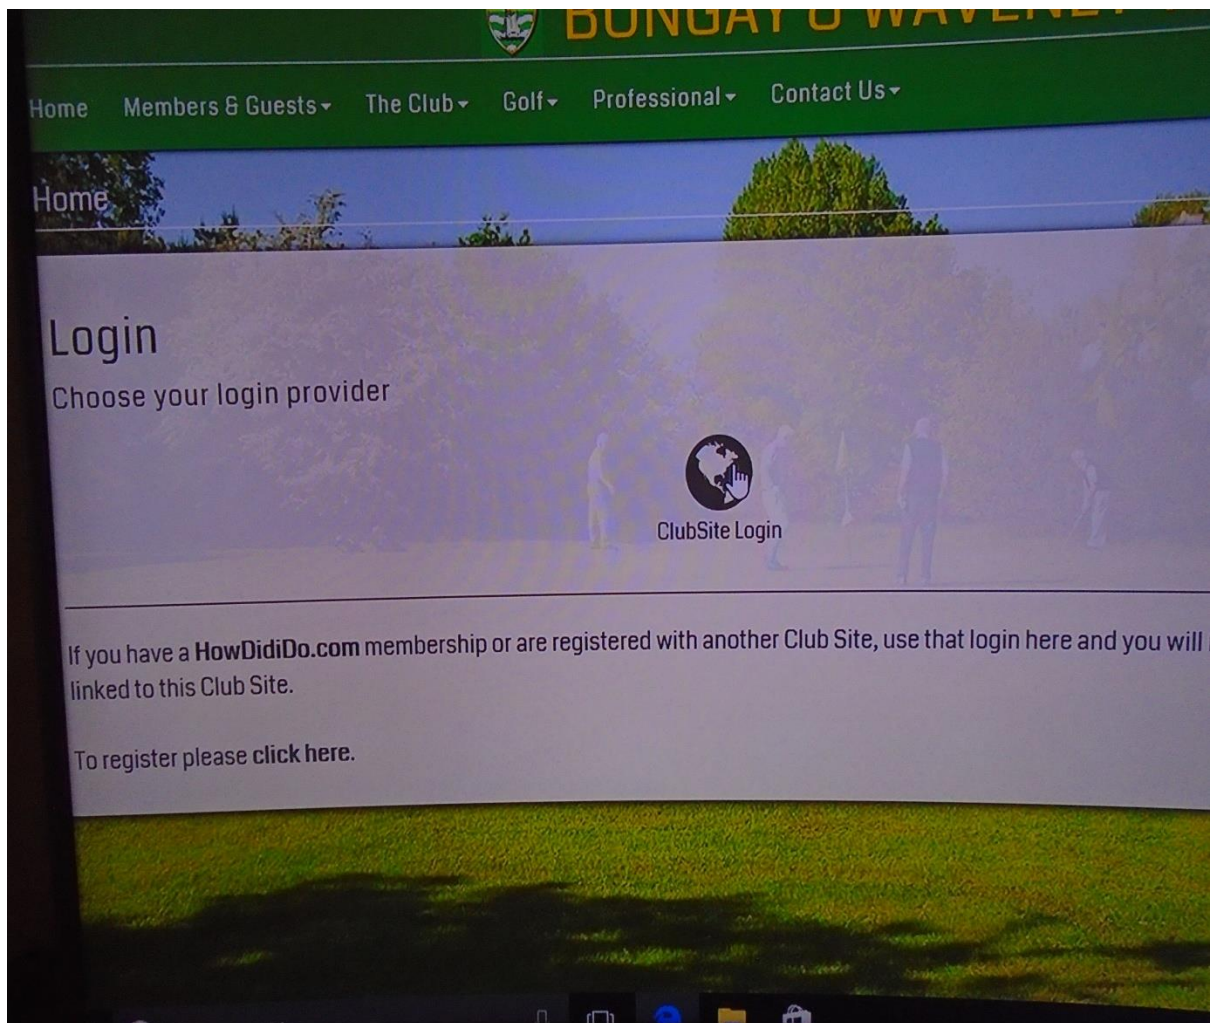 BUNGAY & WAVENEY
Home Members & Guests The Club Golf Professional Contact Us
Home
Login
Choose your login provider
ClubSite Login
If you have a HowDidiDo.com membership or are registered with another Club Site, use that login here and you will
linked to this Club Site.
To register please click here.